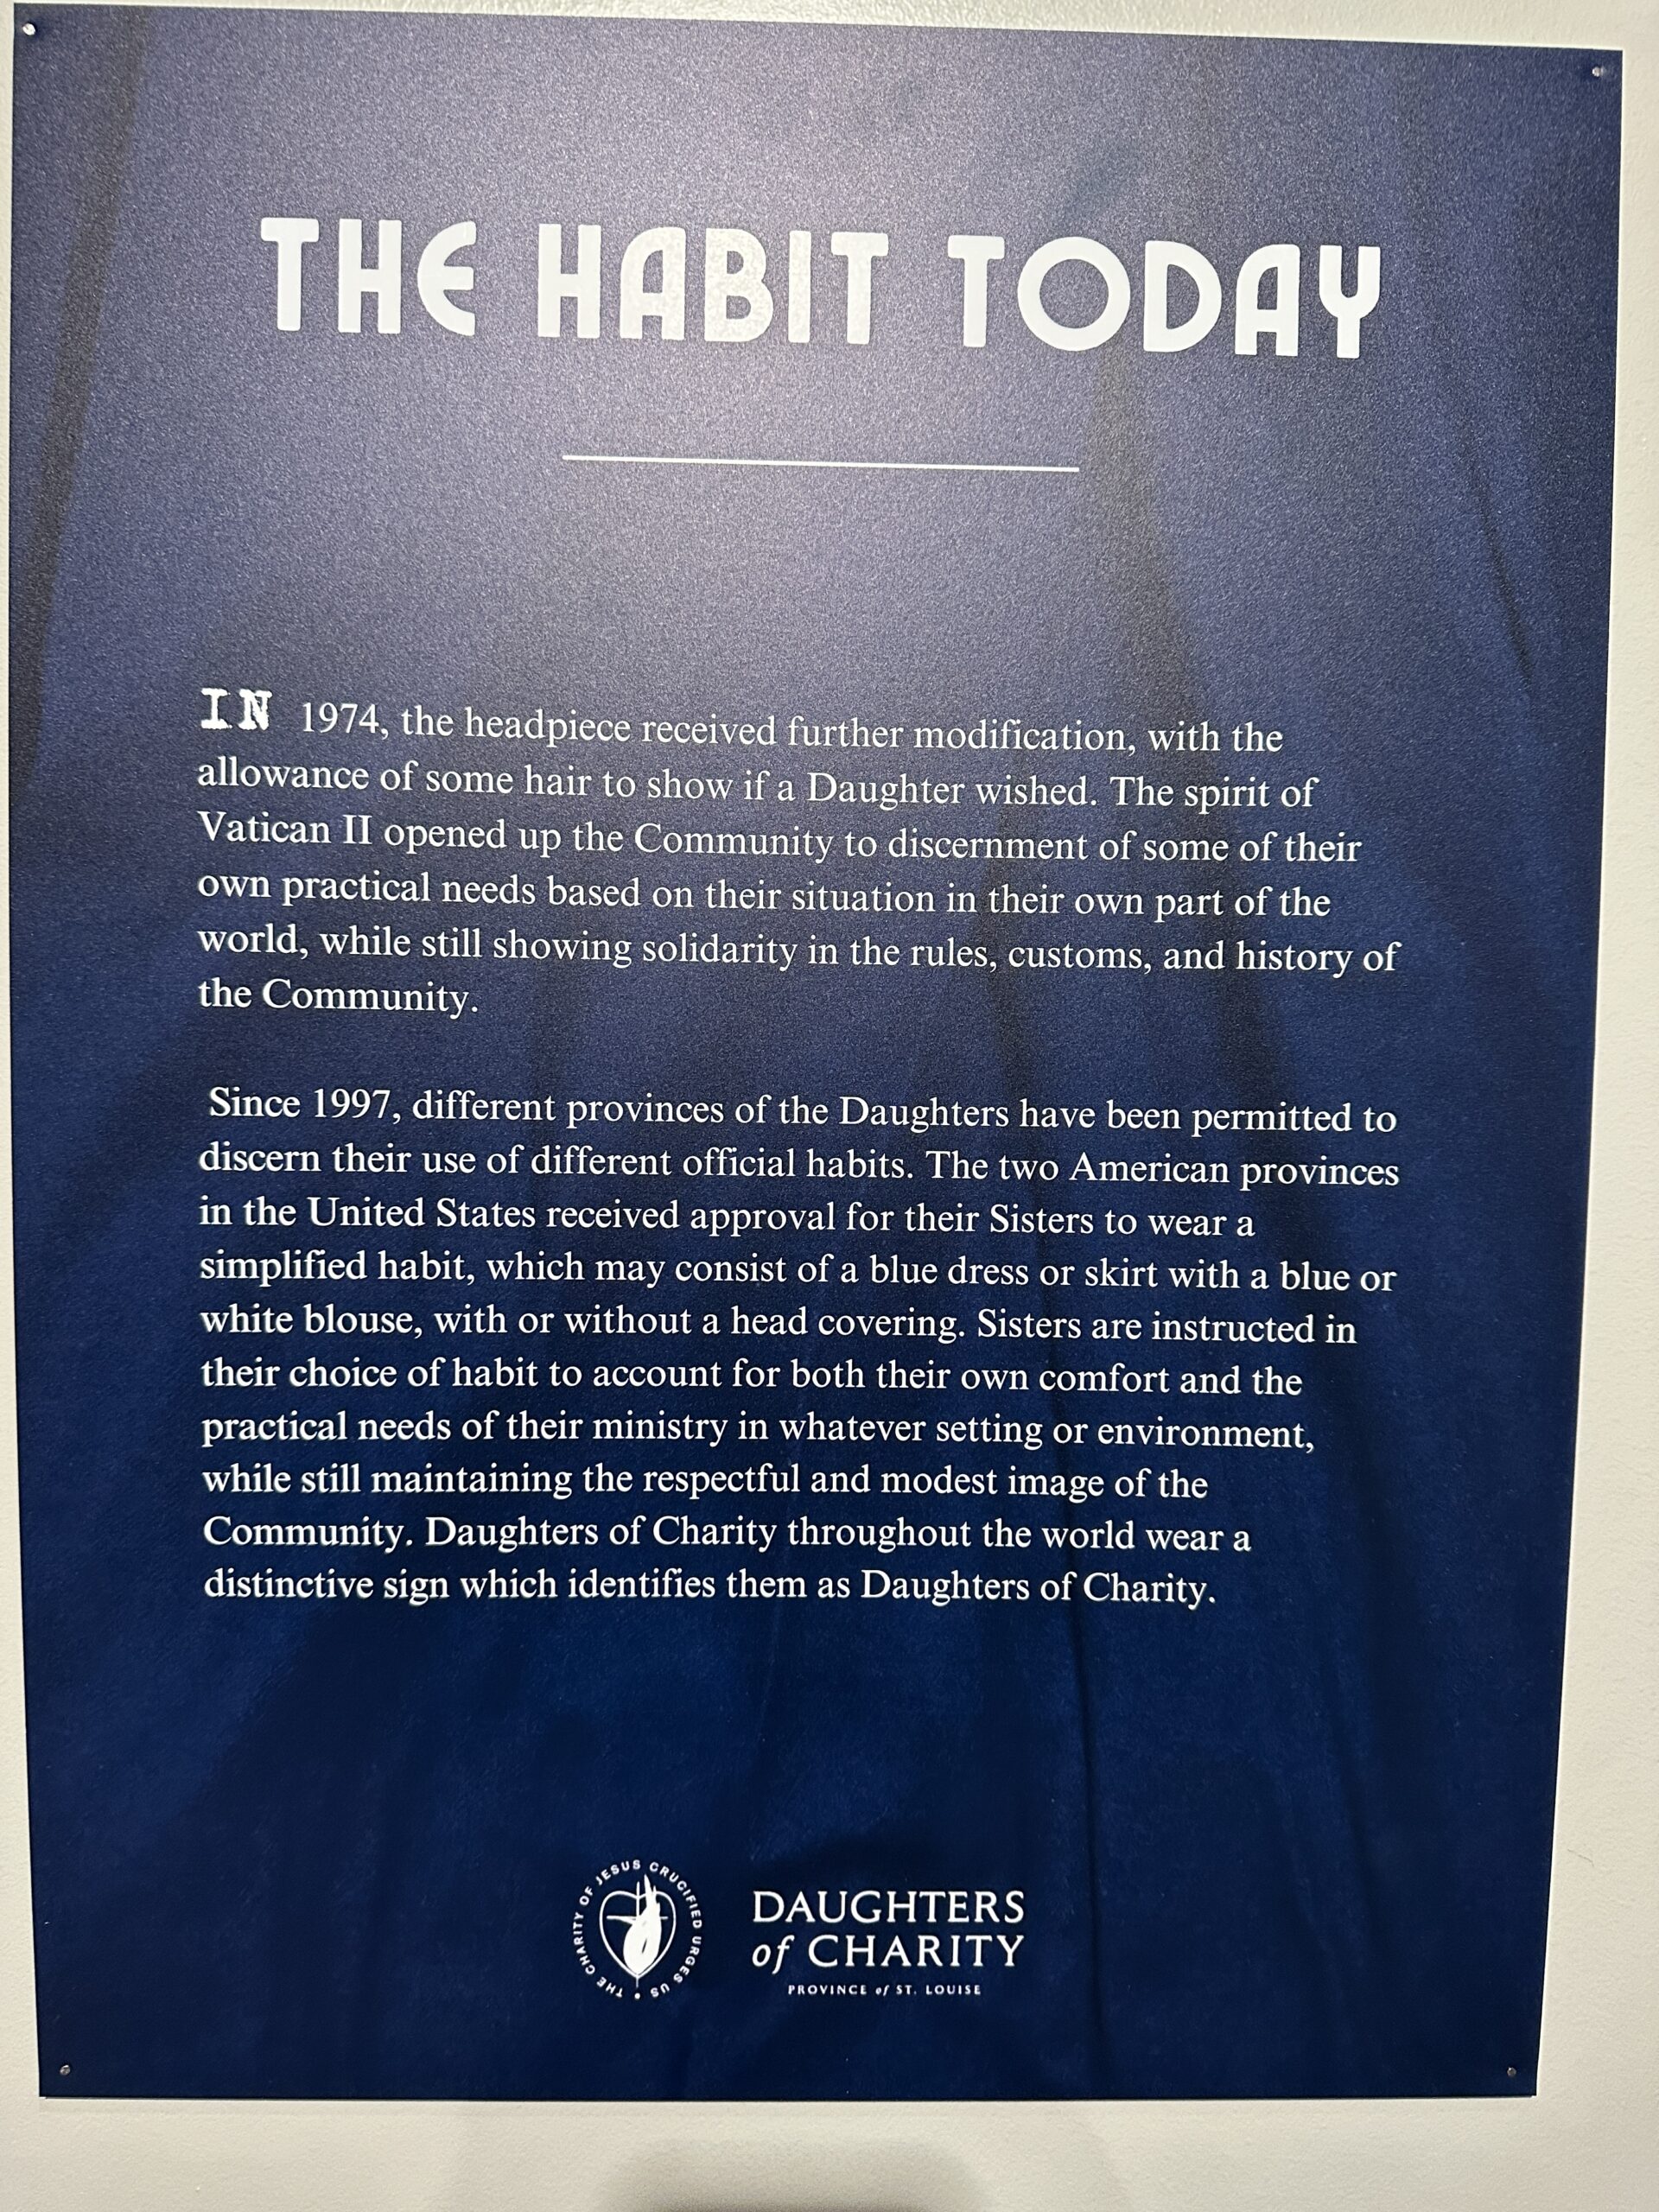 THE HABIT TODAY
IN 1974, the headpiece received further modification, with the
allowance of some hair to show if a Daughter wished. The spirit of
Vatican II opened up the Community to discernment of some of their
own practical needs based on their situation in their own part of the
world, while still showing solidarity in the rules, customs, and history of
the Community.
Since 1997, different provinces of the Daughters have been permitted to
discern their use of different official habits. The two American provinces
in the United States received approval for their Sisters to wear a
simplified habit, which may consist of a blue dress or skirt with a blue or
white blouse, with or without a head covering. Sisters are instructed in
their choice of habit to account for both their own comfort and the
practical needs of their ministry in whatever setting or environment,
while still maintaining the respectful and modest image of the
Community. Daughters of Charity throughout the world wear a
distinctive sign which identifies them as Daughters of Charity.
THE CHARITY OF JESUS CRUCIFIED URGES US •
DAUGHTERS
of CHARITY
PROVINCE of ST. LOUISE